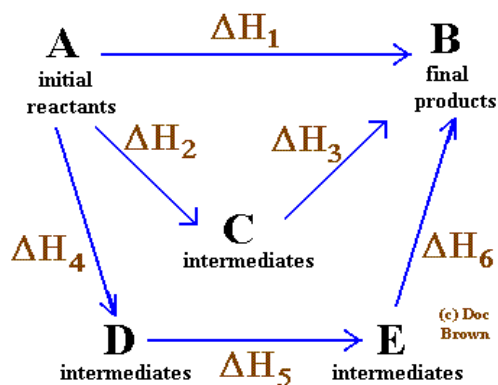 A
ΔH1
B
initial
reactants
final
products
ΔH2
ΔH3
C
intermediates
ΔH4
ΔH6
D
intermediates
ΔH5
E
intermediates
(c) Doc
Brown